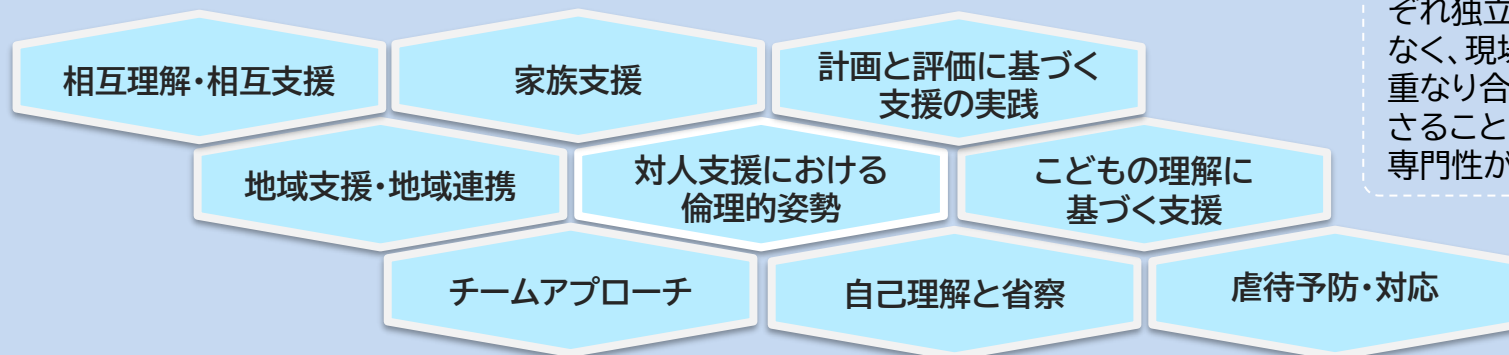 相互理解・相互支援
家族支援
計画と評価に基づく
支援の実践
地域支援・地域連携
対人支援における
倫理的姿勢
こどもの理解に
基づく支援
チームアプローチ
自己理解と省察
虐待予防・対応
ぞれ独立
なく、現場
重なり合
さること
専門性が